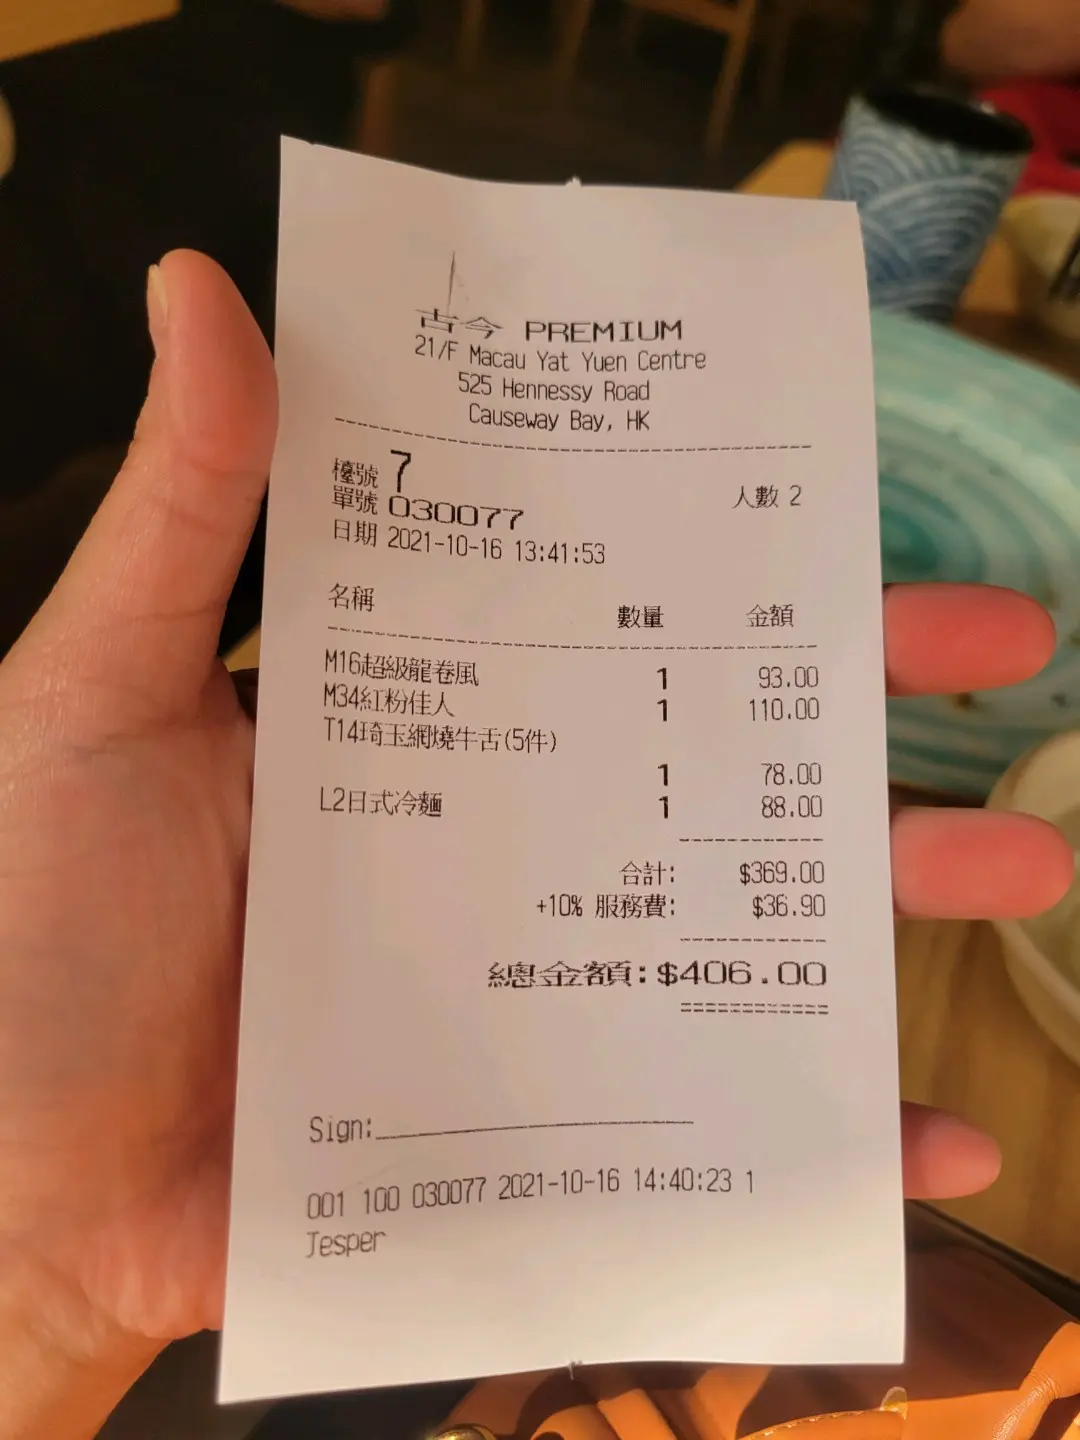 古今 PREMIUM
21/F Macau Yat Yuen Centre
525 Hennessy Road
Causeway Bay, HK
檯號 7
人數 2
單號 030077
日期 2021-10-16 13:41:53
名稱 數量 金額
M16超級龍卷風 1 93.00
M34紅粉佳人 1 110.00
T14琦玉網燒牛舌(5件)
1 78.00
L2日式冷麵 1 88.00
合計: $369.00
+10% 服務費: $36.90
總金額:$406.00
Sign:
001 100 030077 2021-10-16 14:40:23 1
Jesper